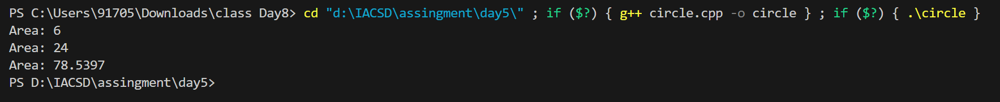 PS C:\Users\91705\Downloads\class Day8> cd "d:\IACSD\assingment\day5\" ; if ($?) { g++ circle.cpp -o circle } ; if ($?) { .\circle }
Area: 6
Area: 24
Area: 78.5397
PS D:\IACSD\assingment\day5>